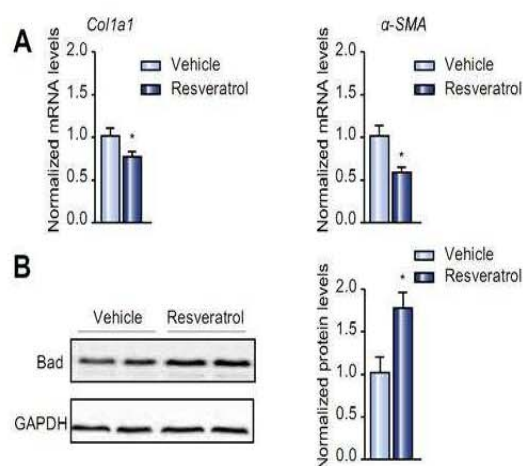 A
Col1a1
Vehicle
Resveratrol
Normalized mRNA levels
2.0
1.5
1.0
0.5
0.0
*
α-SMA
Vehicle
Resveratrol
Normalized mRNA levels
2.0
1.5
1.0
0.5
0.0
*
B
Vehicle Resveratrol
Bad
GAPDH
Vehicle
Resveratrol
Normalized protein levels
2.0
1.5
1.0
0.5
0.0
*